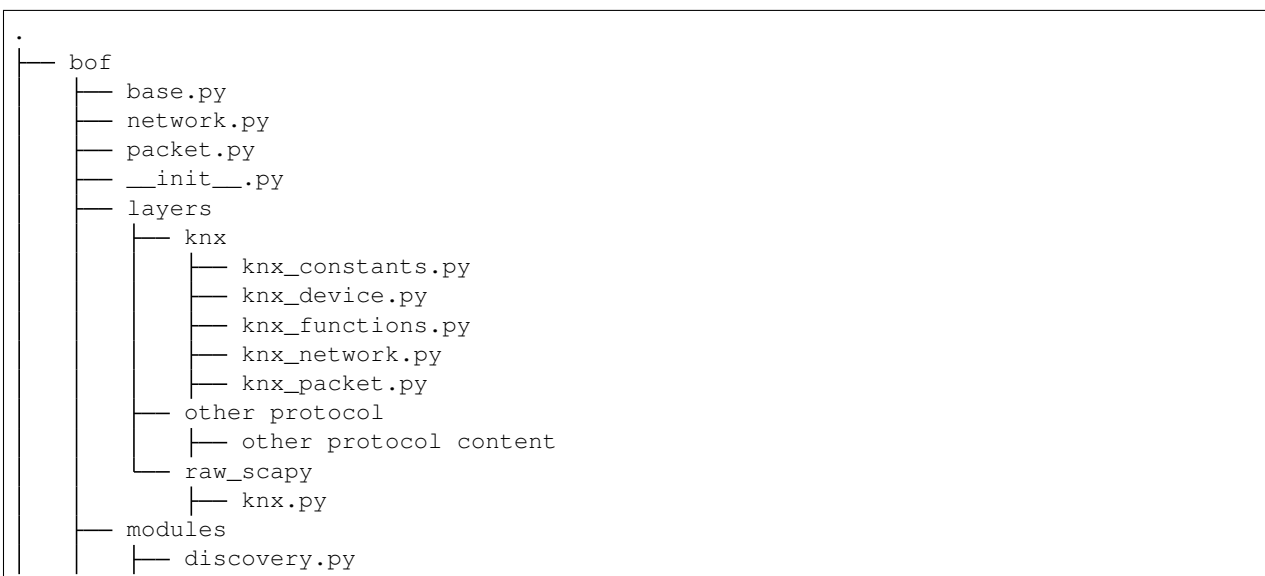 .
├── bof
│   ├── base.py
│   ├── network.py
│   ├── packet.py
│   ├── __init__.py
│   ├── layers
│   │   ├── knx
│   │   │   ├── knx_constants.py
│   │   │   ├── knx_device.py
│   │   │   ├── knx_functions.py
│   │   │   ├── knx_network.py
│   │   │   ├── knx_packet.py
│   │   ├── other protocol
│   │   │   ├── other protocol content
│   │   └── raw_scapy
│   │       ├── knx.py
│   ├── modules
│   │   ├── discovery.py